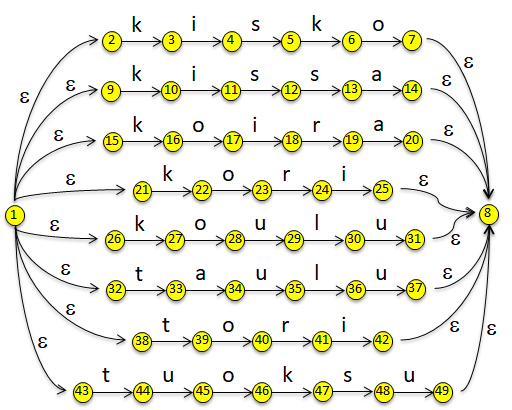 k i s k o
2 3 4 5 6 7
ε ε
k i s s a
ε ε
9 10 11 12 13 14
k o i r a
ε ε
15 16 17 18 19 20
k o r i
ε ε
21 22 23 24 25
1 8
k o u l u
ε ε
26 27 28 29 30 31
t a u l u
ε ε
32 33 34 35 36 37
t o r i
ε ε
38 39 40 41 42
ε ε
t u o k s u
43 44 45 46 47 48 49